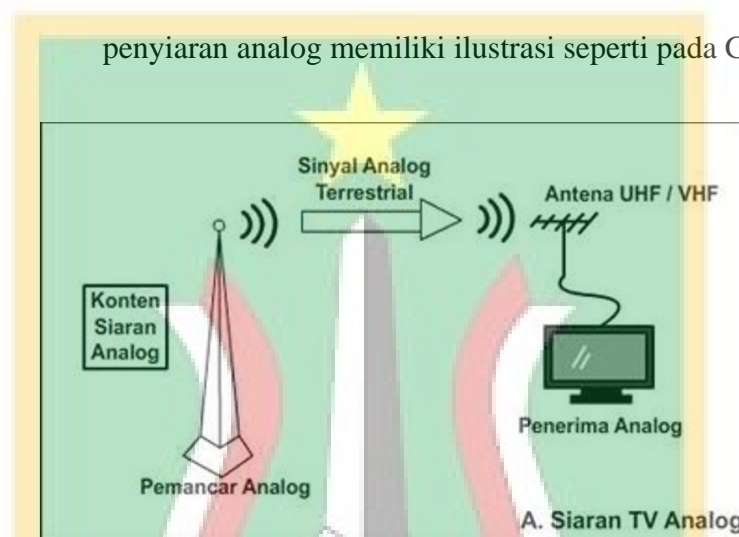 penyiaran analog memiliki ilustrasi seperti pada
Sinyal Analog
Terrestrial
Antena UHF / VHF
Konten
Siaran
Analog
Penerima Analog
Pemancar Analog
A. Siaran TV Analog